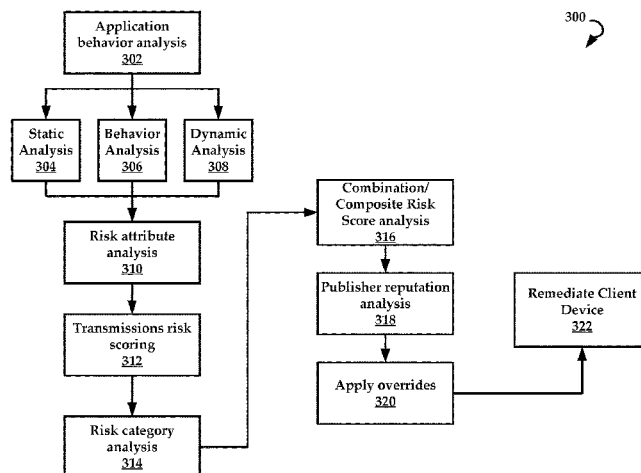 300
Application
behavior analysis
302
Static
Analysis
304
Behavior
Analysis
306
Dynamic
Analysis
308
Risk attribute
analysis
310
Transmissions risk
scoring
312
Risk category
analysis
314
Combination/
Composite Risk
Score analysis
316
Publisher reputation
analysis
318
Apply overrides
320
Remediate Client
Device
322